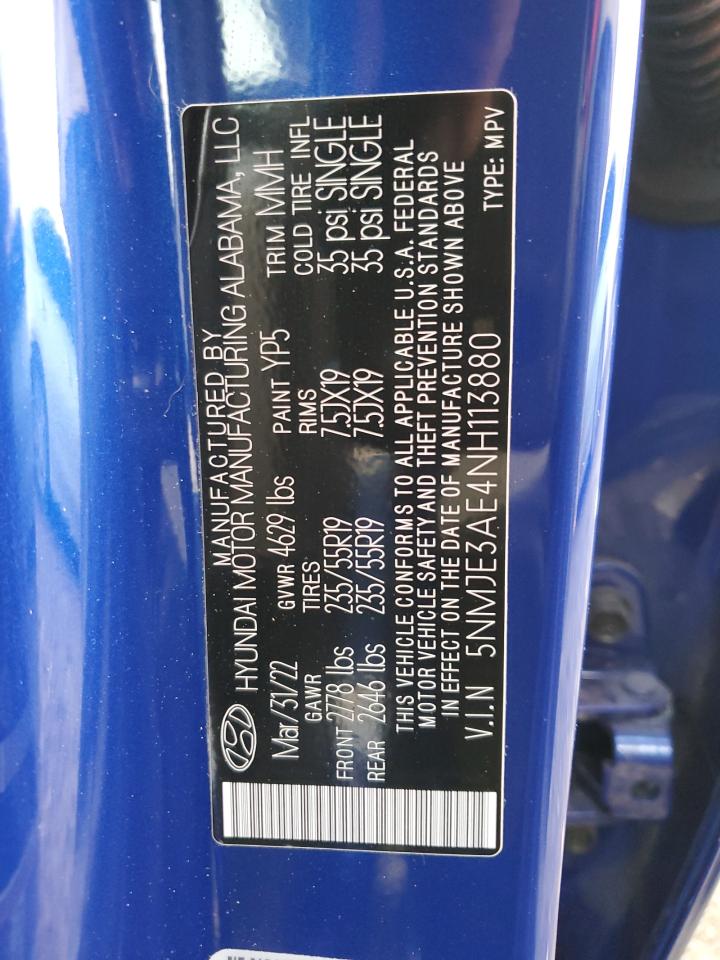 MANUFACTURED BY
HYUNDAI MOTOR MANUFACTURING ALABAMA, LLC
Mar/31/22 GVWR 4629 lbs PAINT YP5 TRIM MMH
GAWR TIRES RIMS COLD TIRE INFL
FRONT 2778 lbs 235/55R19 7.5JX19 35 psi SINGLE
REAR 2646 lbs 235/55R19 7.5JX19 35 psi SINGLE
THIS VEHICLE CONFORMS TO ALL APPLICABLE U.S.A. FEDERAL
MOTOR VEHICLE SAFETY AND THEFT PREVENTION STANDARDS
IN EFFECT ON THE DATE OF MANUFACTURE SHOWN ABOVE
V.I.N 5NMJE3AE4NH113880 TYPE: MPV